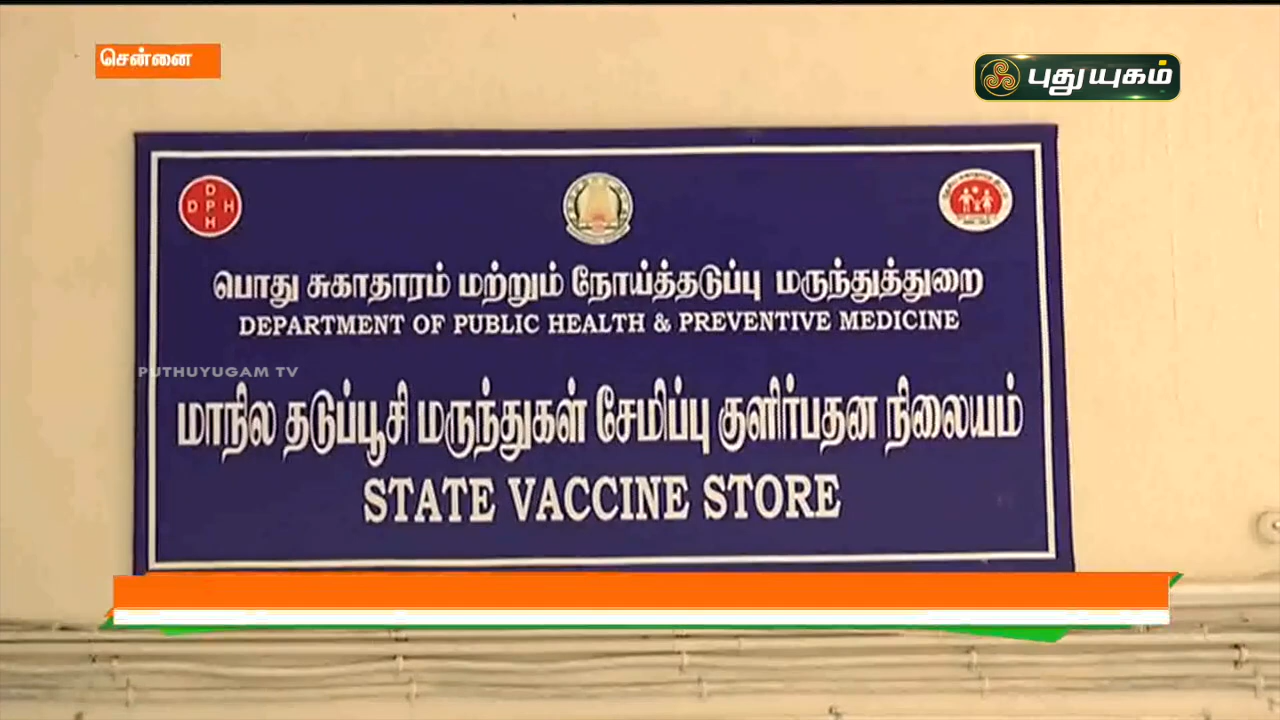 சென்னை
புதுயுகம்
D
DPH
H
பொது சுகாதாரம் மற்றும் நோய்த்தடுப்பு மருந்துத்துறை
DEPARTMENT OF PUBLIC HEALTH & PREVENTIVE MEDICINE
PUTHUYUGAM TV
மாநில தடுப்பூசி மருந்துகள் சேமிப்பு குளிர்பதன நிலையம்
STATE VACCINE STORE